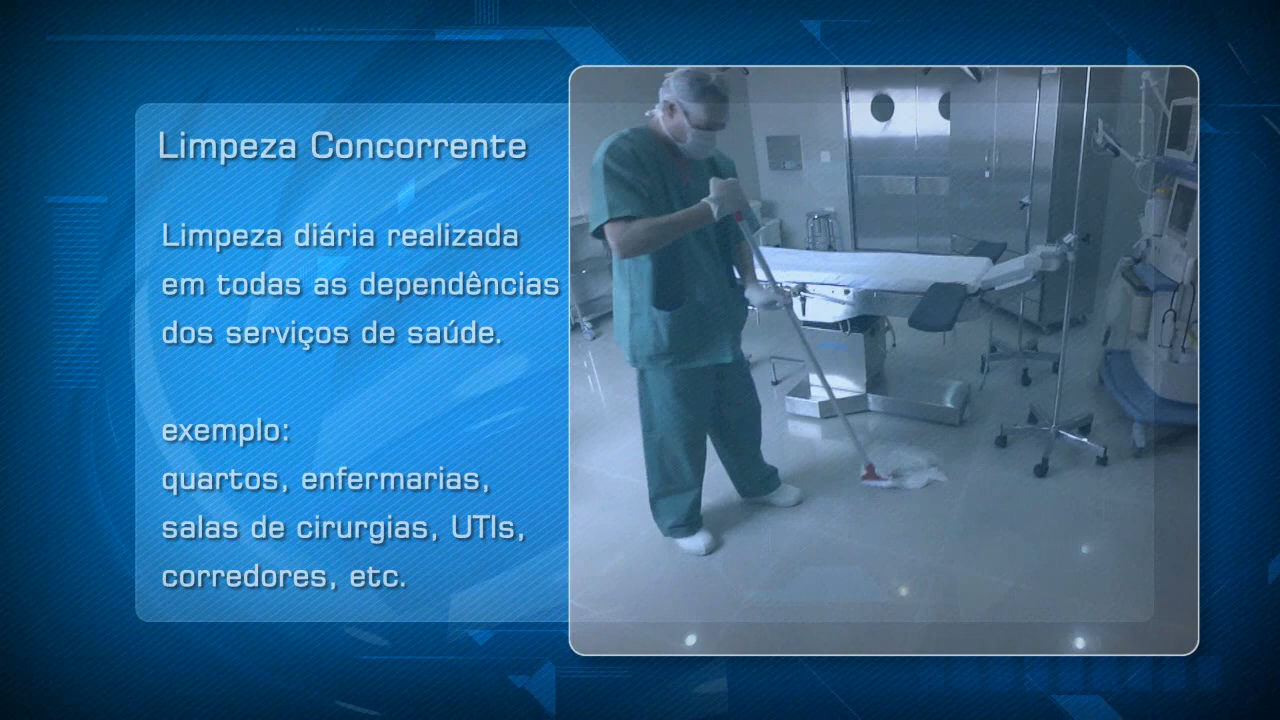 Limpeza Concorrente
Limpeza diária realizada
em todas as dependências
dos serviços de saúde.
exemplo:
quartos, enfermarias,
salas de cirurgias, UTIs,
corredores, etc.